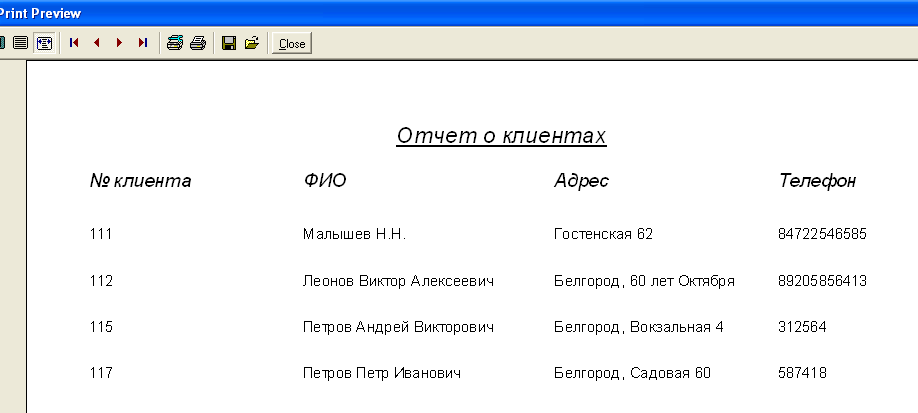 Print Preview
Close
Отчет о клиентах
№ клиента ФИО Адрес Телефон
111 Малышев Н.Н. Гостенская 62 84722546585
112 Леонов Виктор Алексеевич Белгород, 60 лет Октября 89205856413
115 Петров Андрей Викторович Белгород, Вокзальная 4 312564
117 Петров Петр Иванович Белгород, Садовая 60 587418